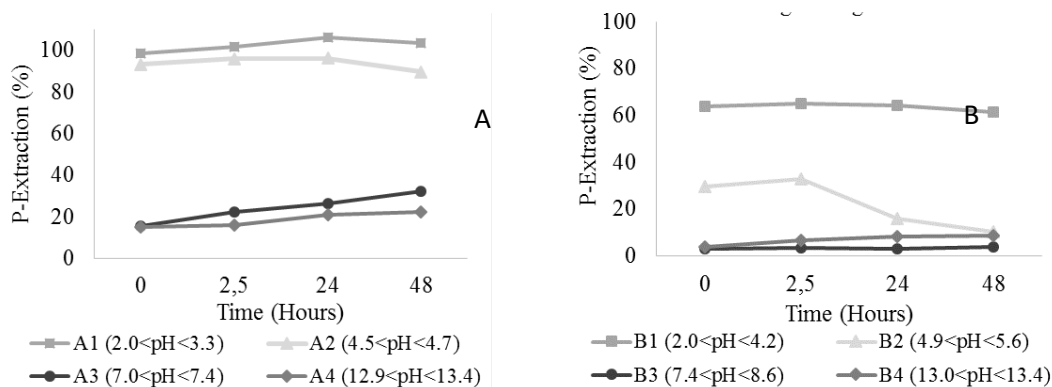 P-Extraction (%)
100
80
60
40
20
0
0 2,5 24 48
Time (Hours)
A
A1 (2.0<pH<3.3) A2 (4.5<pH<4.7)
A3 (7.0<pH<7.4) A4 (12.9<pH<13.4)
P-Extraction (%)
100
80
60
40
20
0
0 2,5 24 48
Time (Hours)
B
B1 (2.0<pH<4.2) B2 (4.9<pH<5.6)
B3 (7.4<pH<8.6) B4 (13.0<pH<13.4)